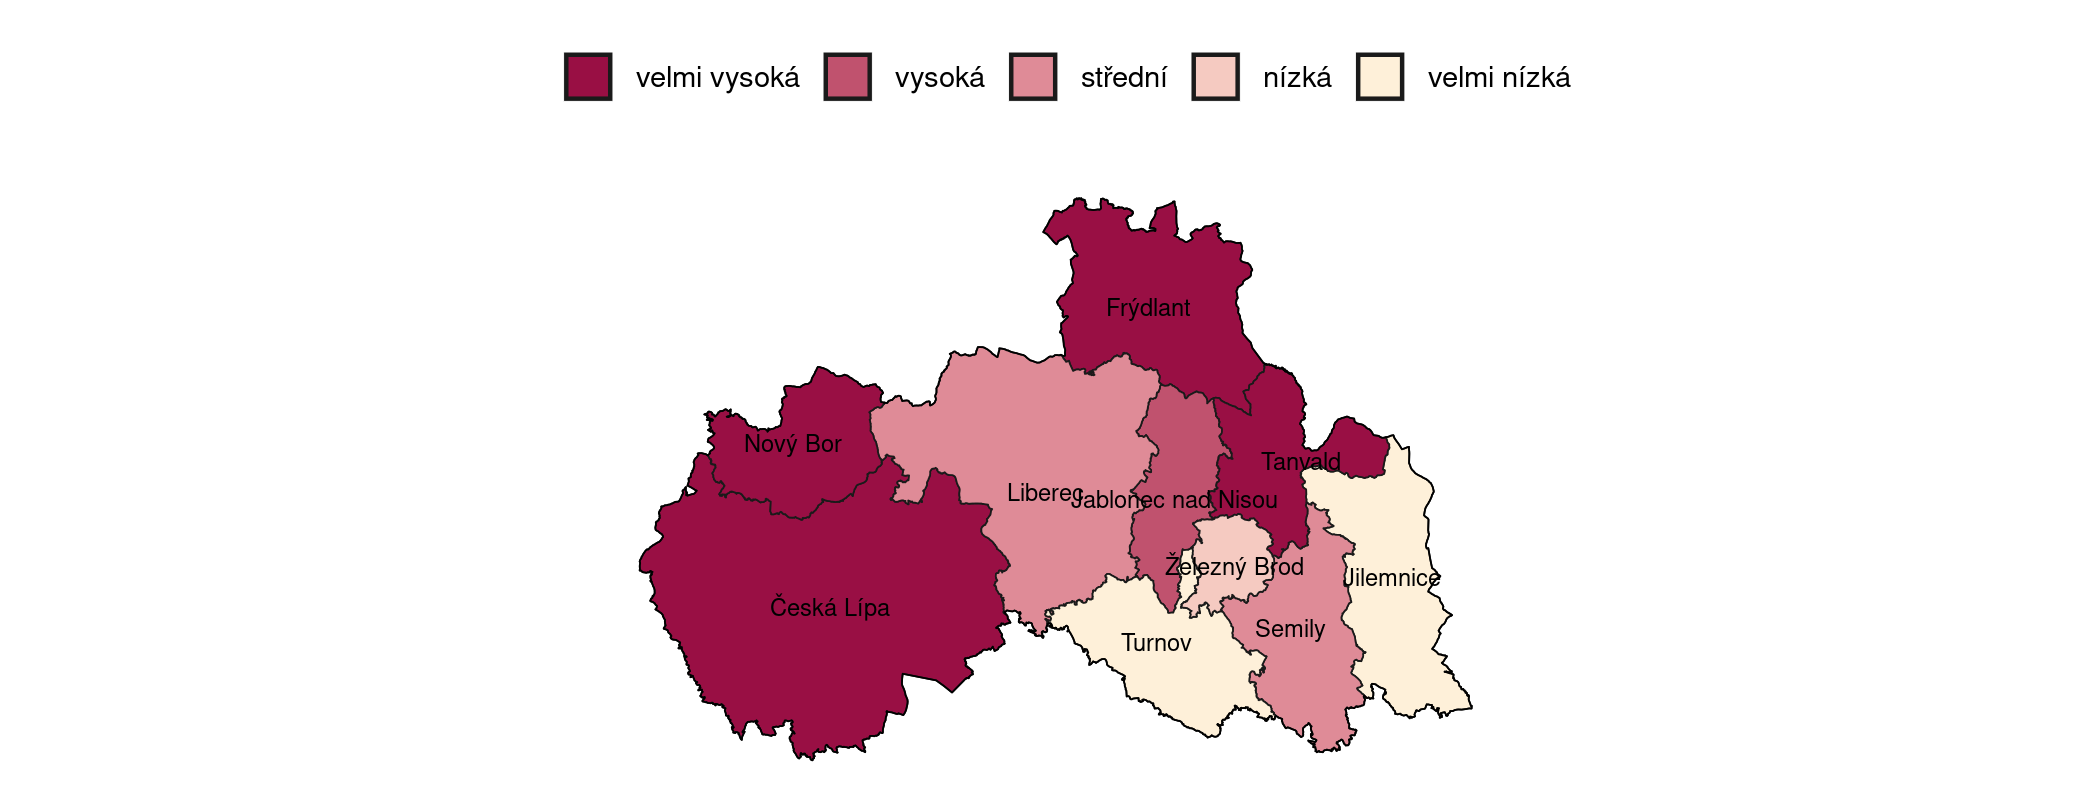 velmi vysoká vysoká střední nízká velmi nízká
Frýdlant
Nový Bor
Tanvald
Liberec
Jablonec nad Nisou
Železný Brod
Jilemnice
Česká Lípa
Semily
Turnov